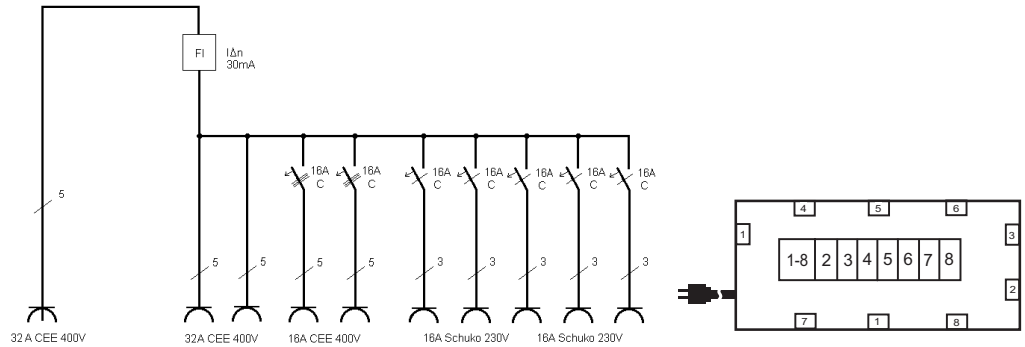 FI
IΔn
30mA
16A
C
16A
C
16A
C
16A
C
16A
C
16A
C
16A
C
5
5
5
5
5
3
3
3
3
3
32A CEE 400V
32A CEE 400V
16A CEE 400V
16A Schuko 230V
16A Schuko 230V
4 5 6
1
3
1-8 2 3 4 5 6 7 8
2
7 1 8